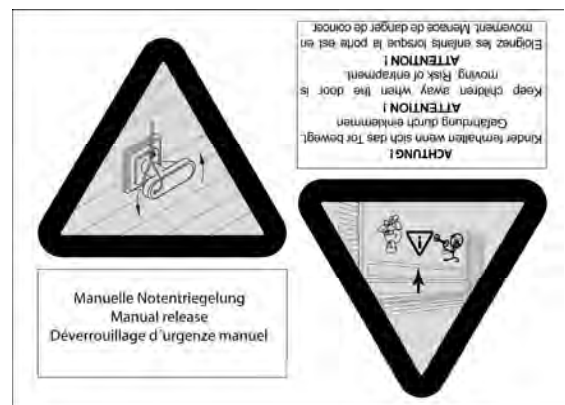 ACHTUNG!
Kinder fernhalten wenn sich das Tor bewegt.
Gefährdung durch einklemmen
ATTENTION !
Keep children away when the door is
moving. Risk of entrapment.
ATTENTION !
Eloignez les enfants lorsque la porte est en
movement. Menace de danger de coincer
Manuelle Notentriegelung
Manual release
Déverrouillage d´urgenze manuel